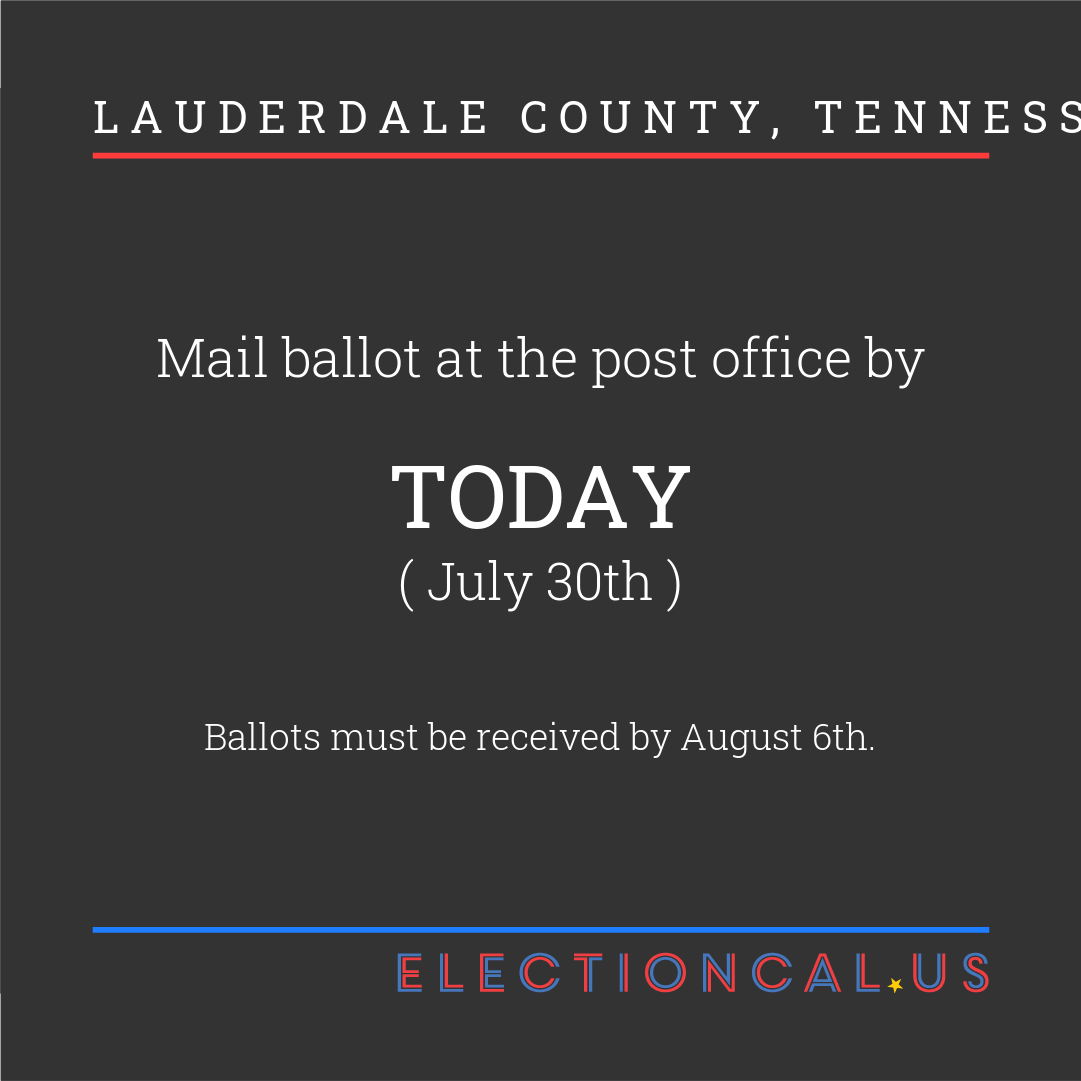 LAUDERDALE COUNTY, TENNESS
Mail ballot at the post office by
TODAY
( July 30th )
Ballots must be received by August 6th.
ELECTIONCAL.US